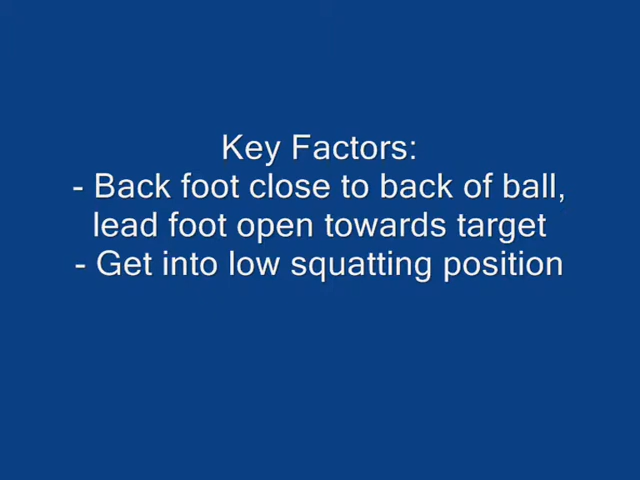 Key Factors:
- Back foot close to back of ball,
lead foot open towards target
- Get into low squatting position